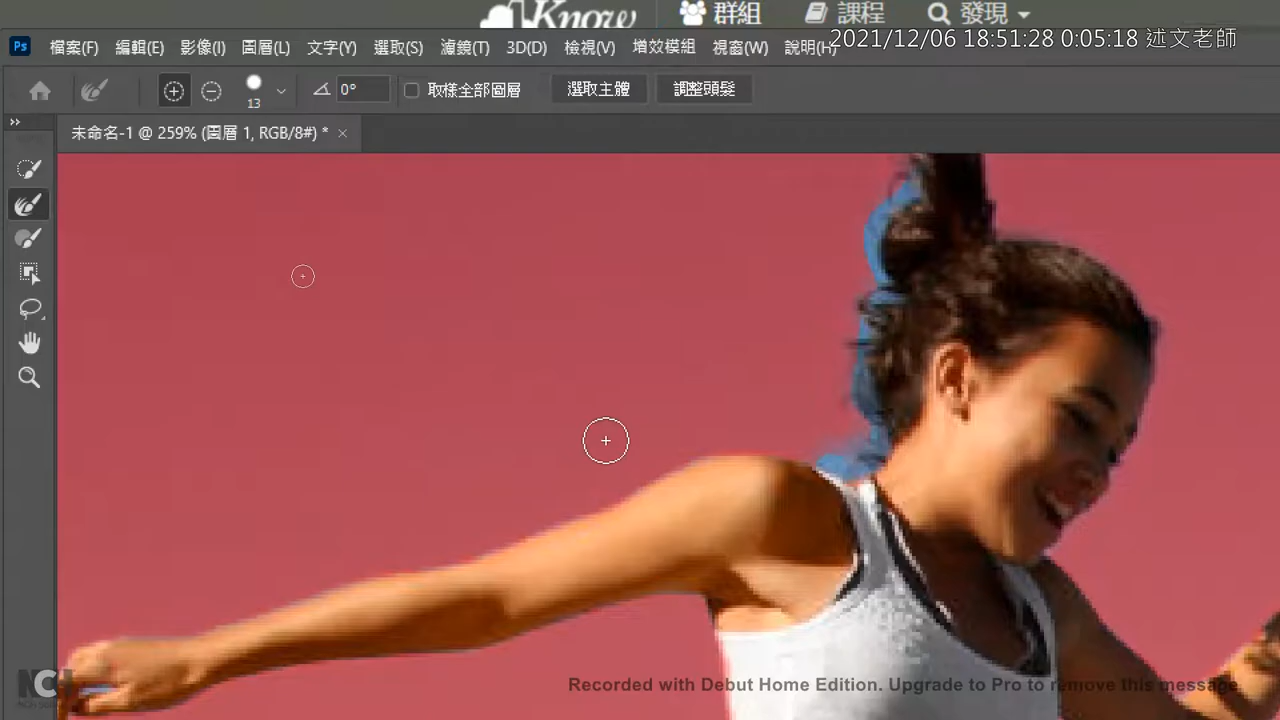 Know 群組 課程 發現
2021/12/06 18:51:28 0:05:18 述文老師
Ps 檔案(F) 編輯(E) 影像(I) 圖層(L) 文字(Y) 選取(S) 濾鏡(T) 3D(D) 檢視(V) 增效模組 視窗(W) 說明(H)
13 0° 取樣全部圖層 選取主體 調整頭髮
未命名-1 @ 259% (圖層 1, RGB/8#) * ×
NCH
Recorded with Debut Home Edition. Upgrade to Pro to remove this message.